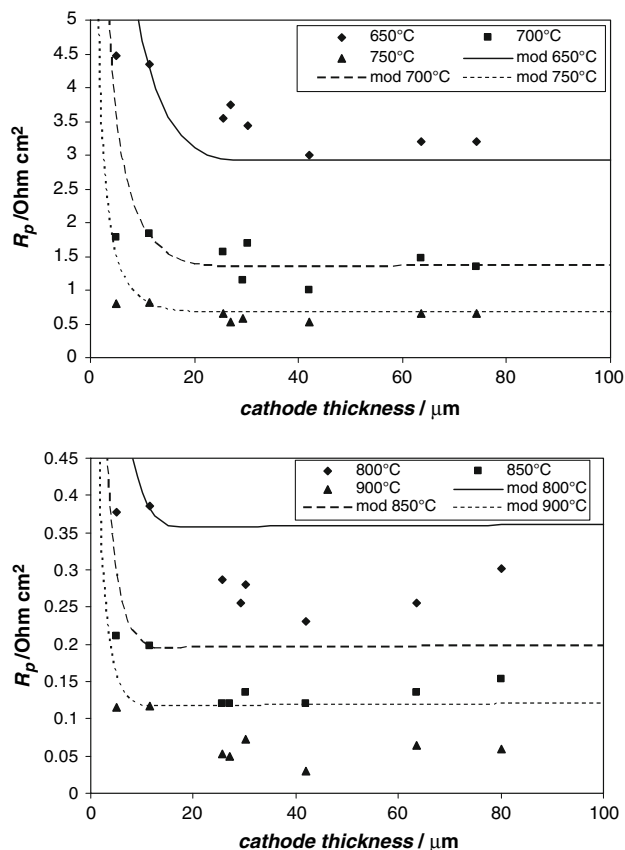 5
4.5
4
3.5
3
2.5
2
1.5
1
0.5
0
R_p /Ohm cm²
650°C 700°C
750°C mod 650°C
mod 700°C mod 750°C
0 20 40 60 80 100
cathode thickness / μm
0.45
0.4
0.35
0.3
0.25
0.2
0.15
0.1
0.05
0
R_p /Ohm cm²
800°C 850°C
900°C mod 800°C
mod 850°C mod 900°C
0 20 40 60 80 100
cathode thickness / μm